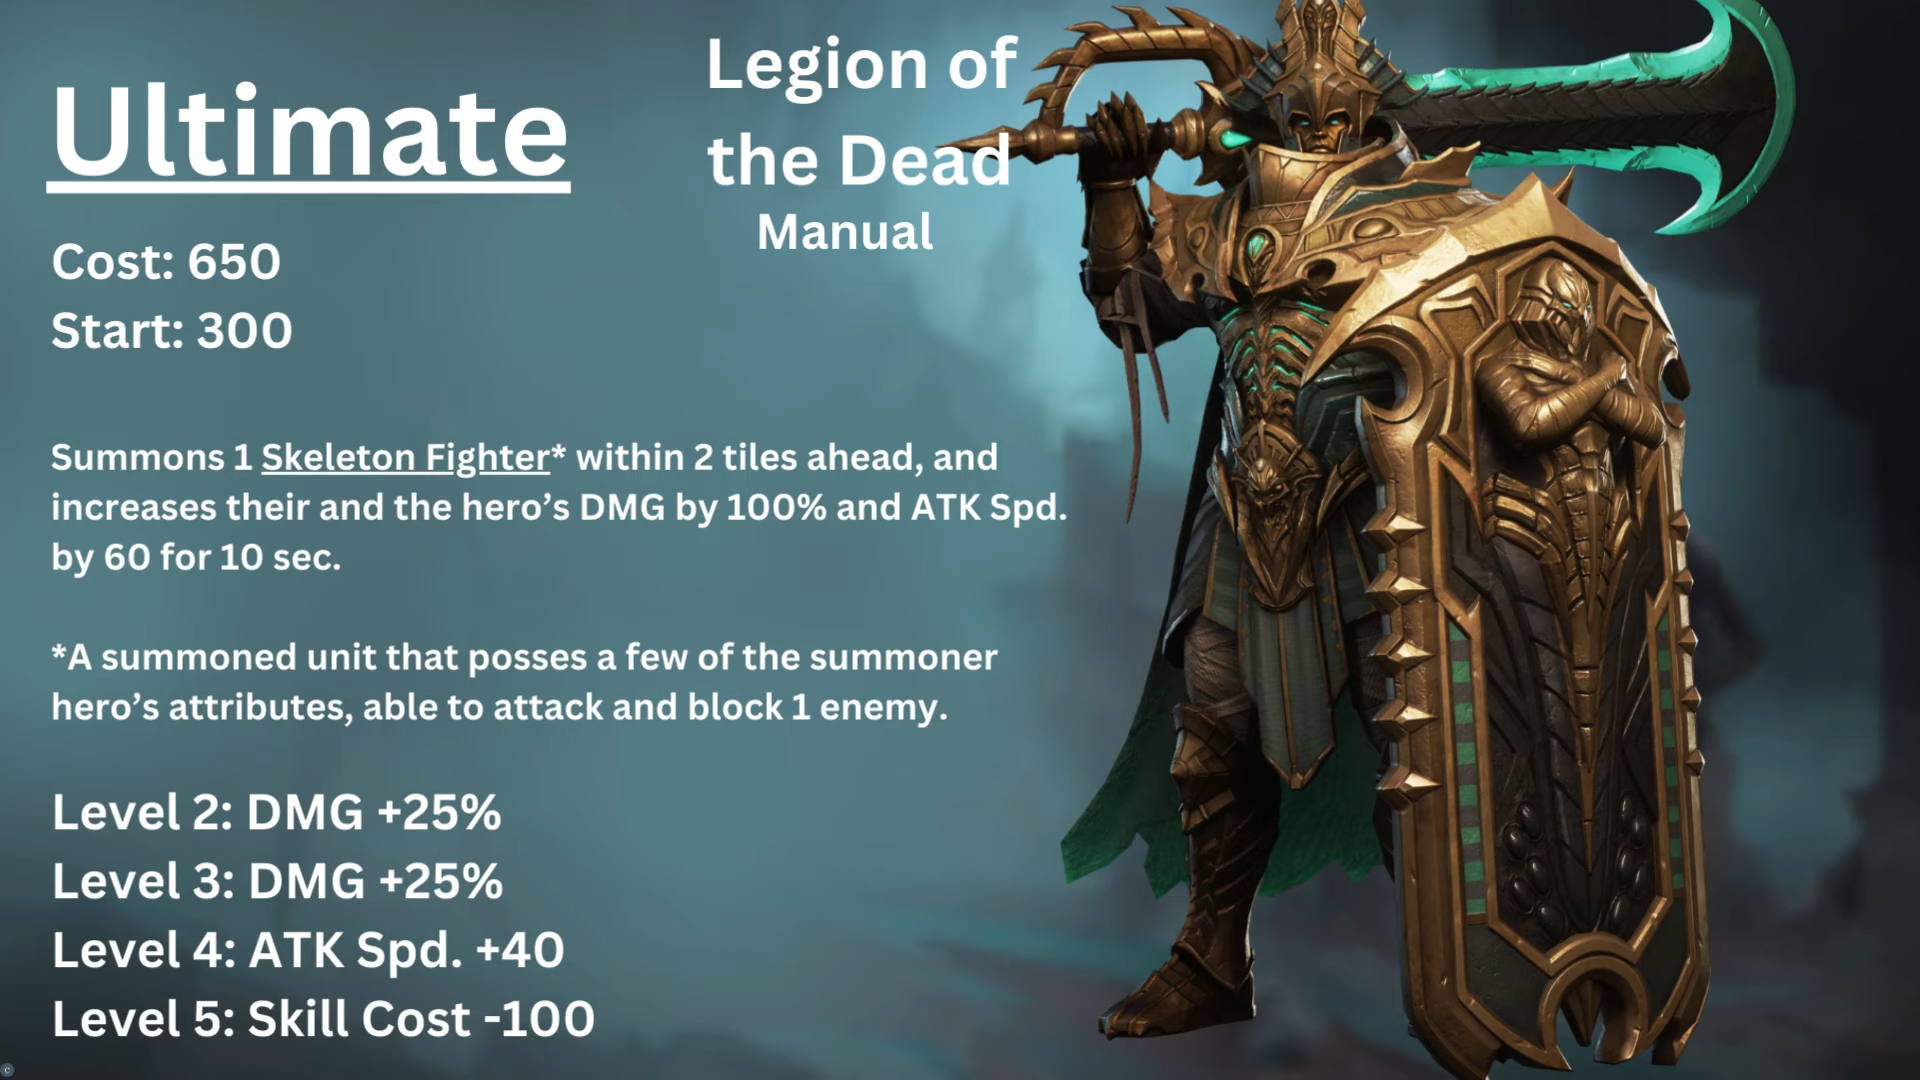 Ultimate
Legion of
the Dead
Manual
Cost: 650
Start: 300
Summons 1 Skeleton Fighter* within 2 tiles ahead, and
increases their and the hero’s DMG by 100% and ATK Spd.
by 60 for 10 sec.
*A summoned unit that posses a few of the summoner
hero’s attributes, able to attack and block 1 enemy.
Level 2: DMG +25%
Level 3: DMG +25%
Level 4: ATK Spd. +40
Level 5: Skill Cost -100